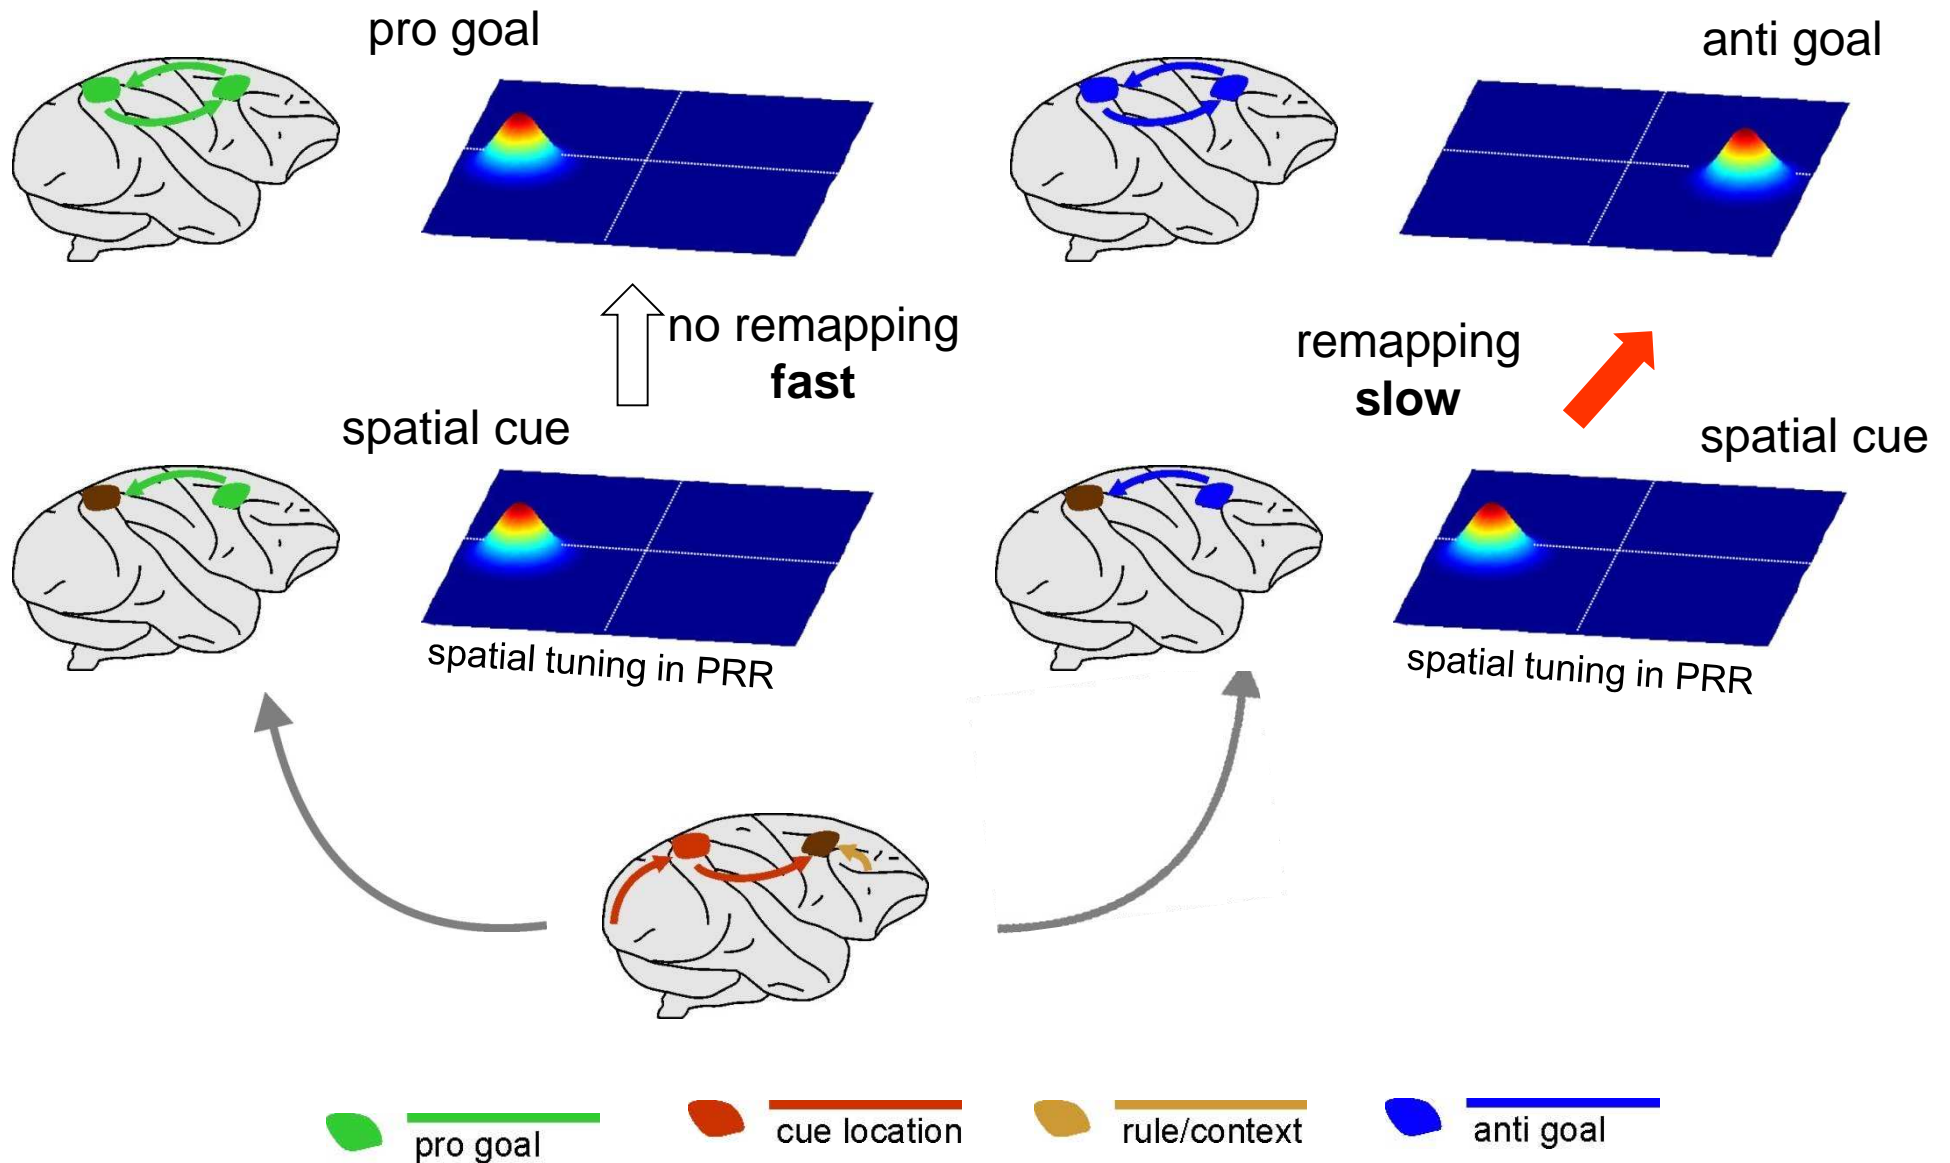 pro goal
anti goal
no remapping
fast
remapping
slow
spatial cue
spatial cue
spatial tuning in PRR
spatial tuning in PRR
pro goal
cue location
rule/context
anti goal